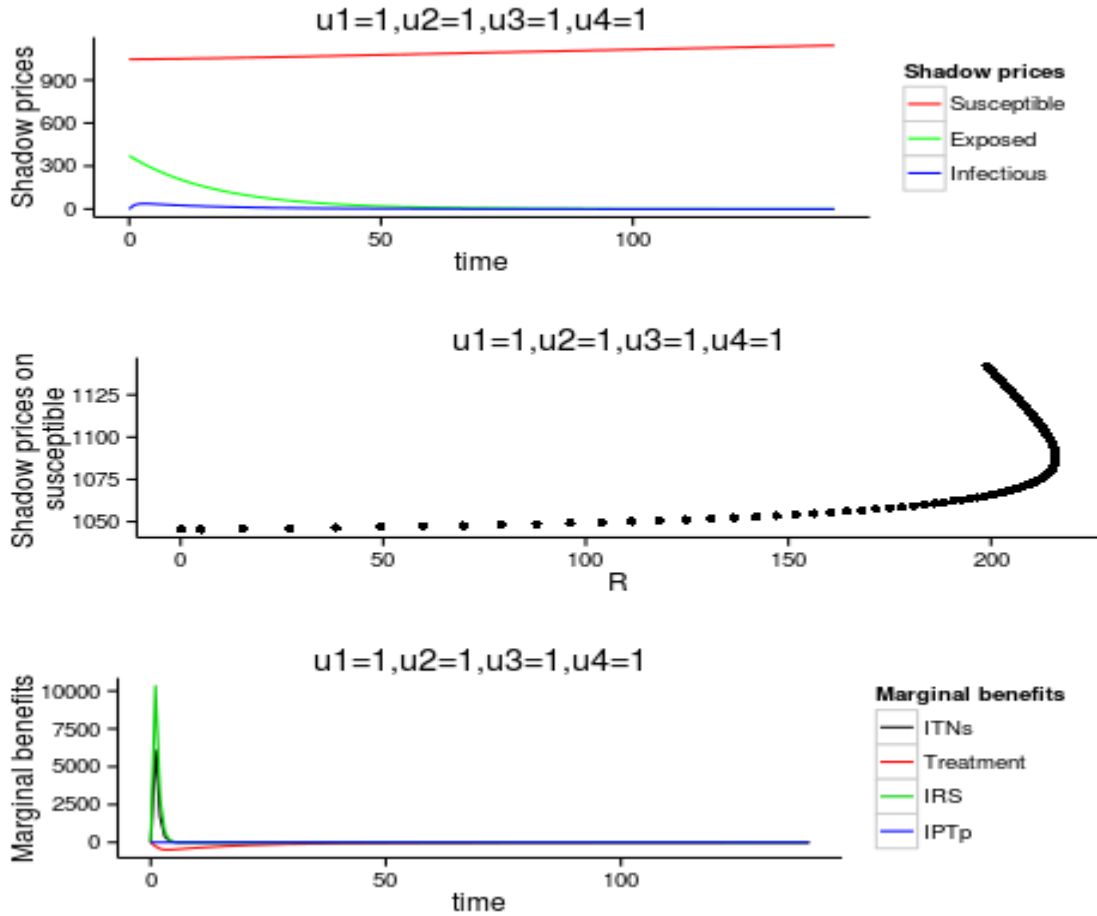 u1=1,u2=1,u3=1,u4=1
Shadow prices
900
600
300
0
0
50
100
time
Shadow prices
Susceptible
Exposed
Infectious
u1=1,u2=1,u3=1,u4=1
Shadow prices on
susceptible
1125
1100
1075
1050
0
50
100
150
200
R
u1=1,u2=1,u3=1,u4=1
Marginal benefits
10000
7500
5000
2500
0
0
50
100
time
Marginal benefits
ITNs
Treatment
IRS
IPTp